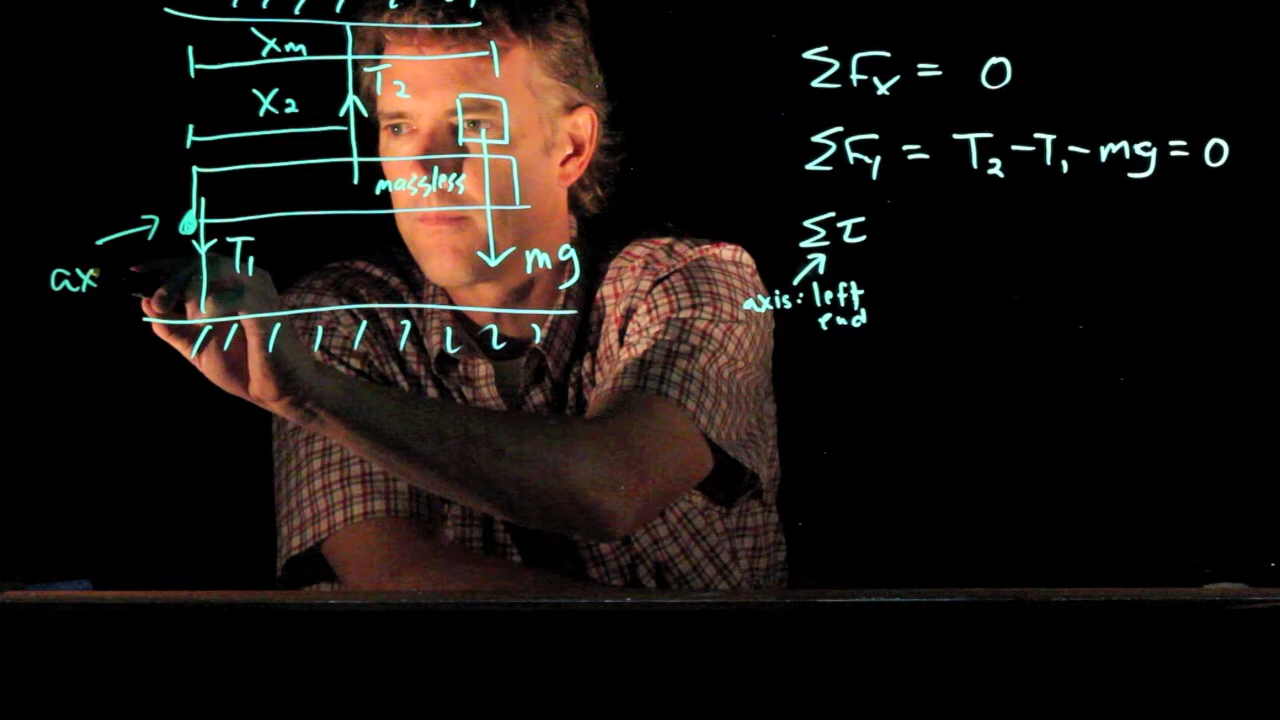 xm
x2
T2
massless
T1
mg
ax
ΣFx = 0
ΣFy = T2 - T1 - mg = 0
Στ
axis: left
end